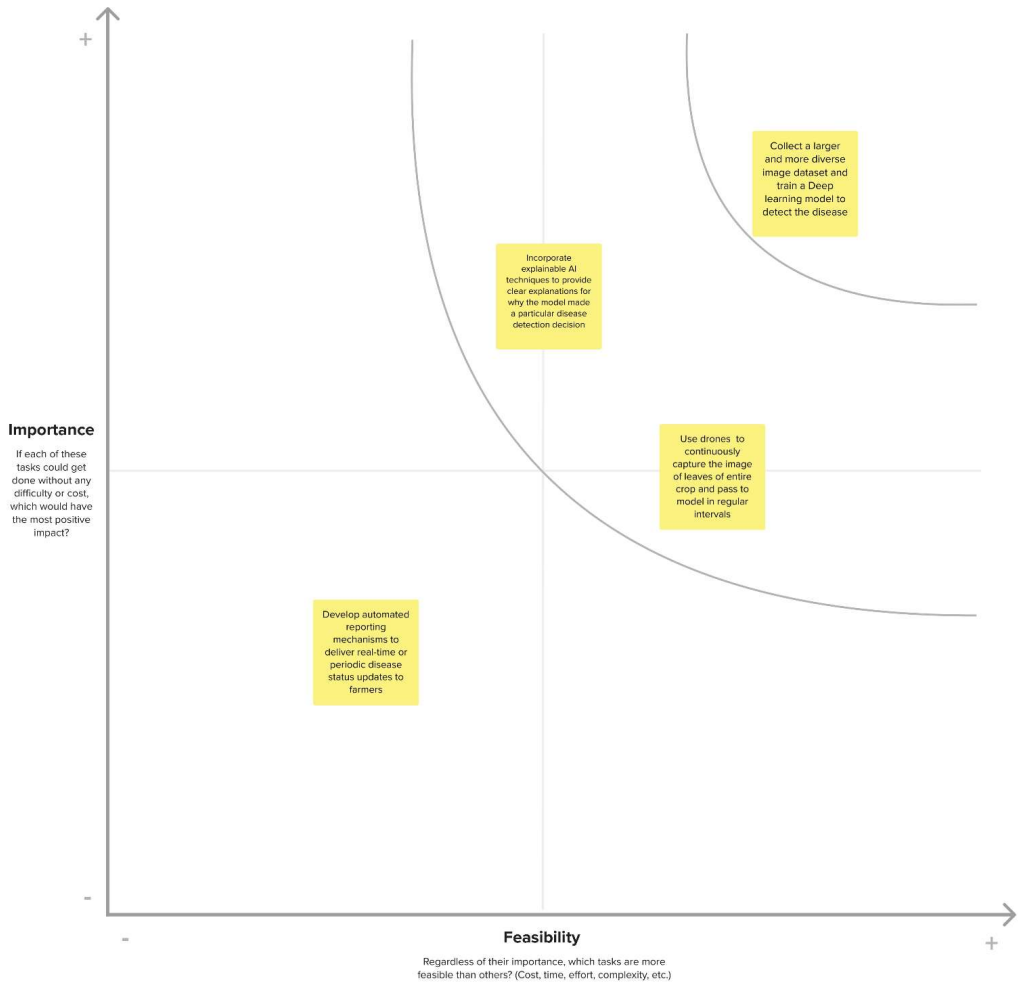 +
Collect a larger
and more diverse
image dataset and
train a Deep
learning model to
detect the disease
Incorporate
explainable AI
techniques to provide
clear explanations for
why the model made
a particular disease
detection decision
Importance
If each of these
tasks could get
done without any
difficulty or cost,
which would have
the most positive
impact?
Use drones to
continuously
capture the image
of leaves of entire
crop and pass to
model in regular
intervals
Develop automated
reporting
mechanisms to
deliver real-time or
periodic disease
status updates to
farmers
-
-
Feasibility
+
Regardless of their importance, which tasks are more
feasible than others? (Cost, time, effort, complexity, etc.)